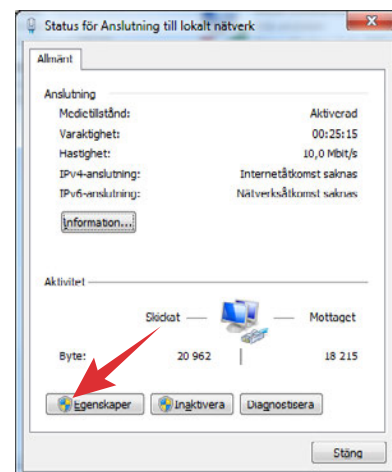 Status för Anslutning till lokalt nätverk
Allmänt
Anslutning
Medietillstånd: Aktiverad
Varaktighet: 00:25:15
Hastighet: 10,0 Mbit/s
IPv4-anslutning: Internetåtkomst saknas
IPv6-anslutning: Nätverksåtkomst saknas
Information...
Aktivitet
Skickat Mottaget
Byte: 20 962 18 215
Egenskaper Inaktivera Diagnostisera
Stäng